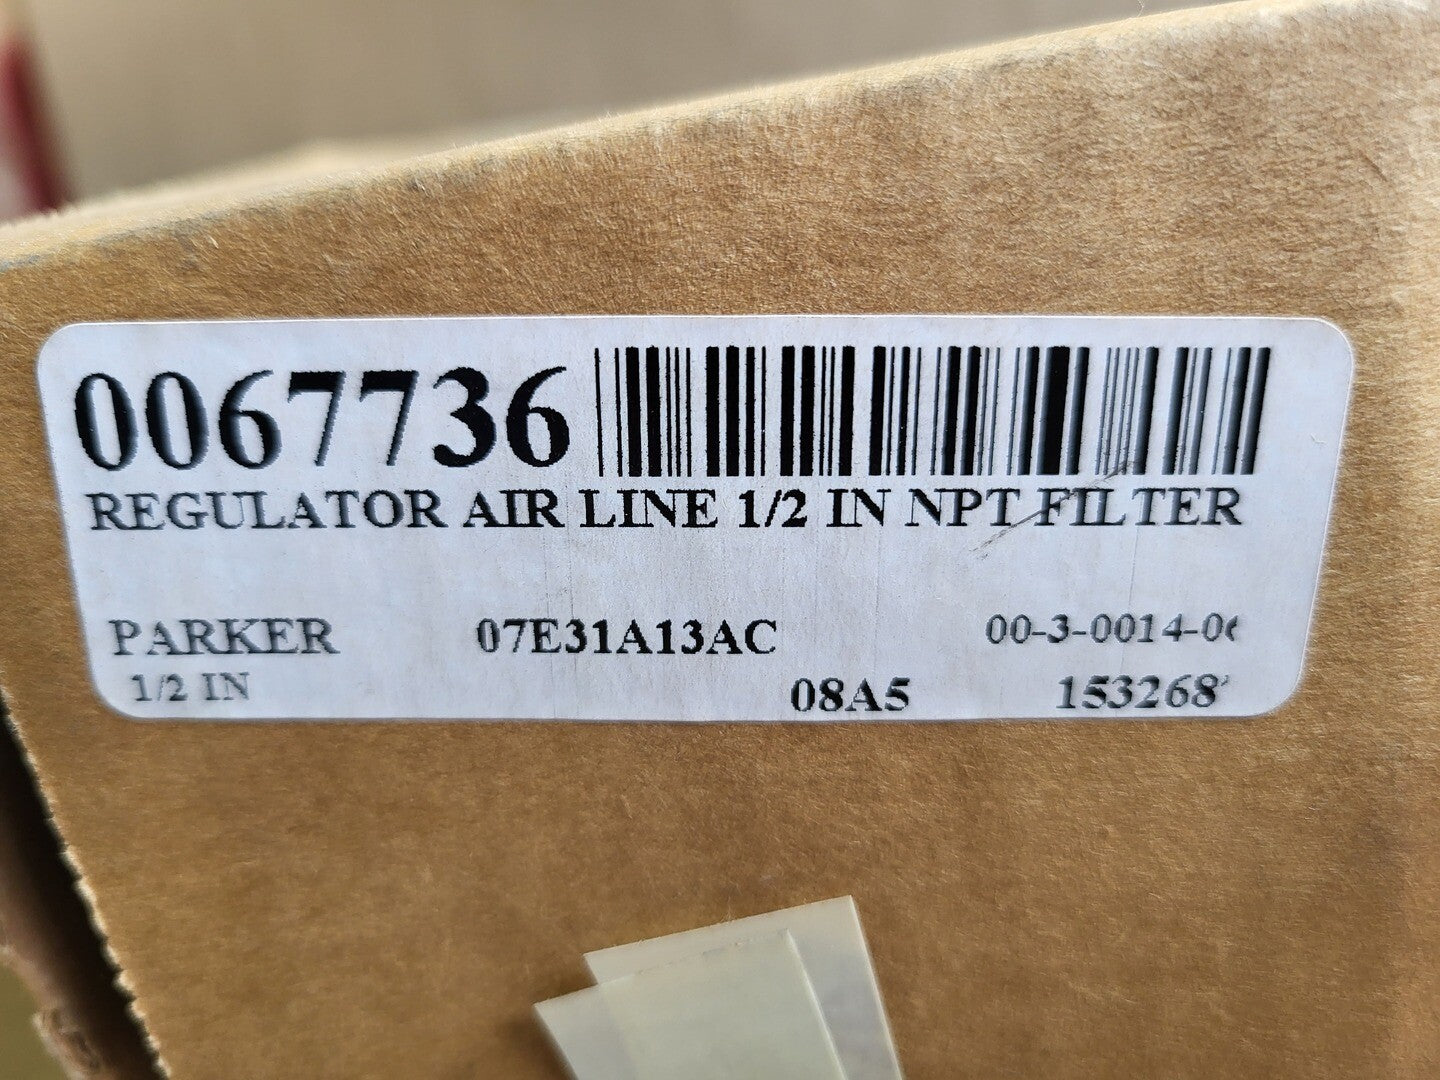 0067736
REGULATOR AIR LINE 1/2 IN NPT FILTER
PARKER 07E31A13AC
1/2 IN 08A5